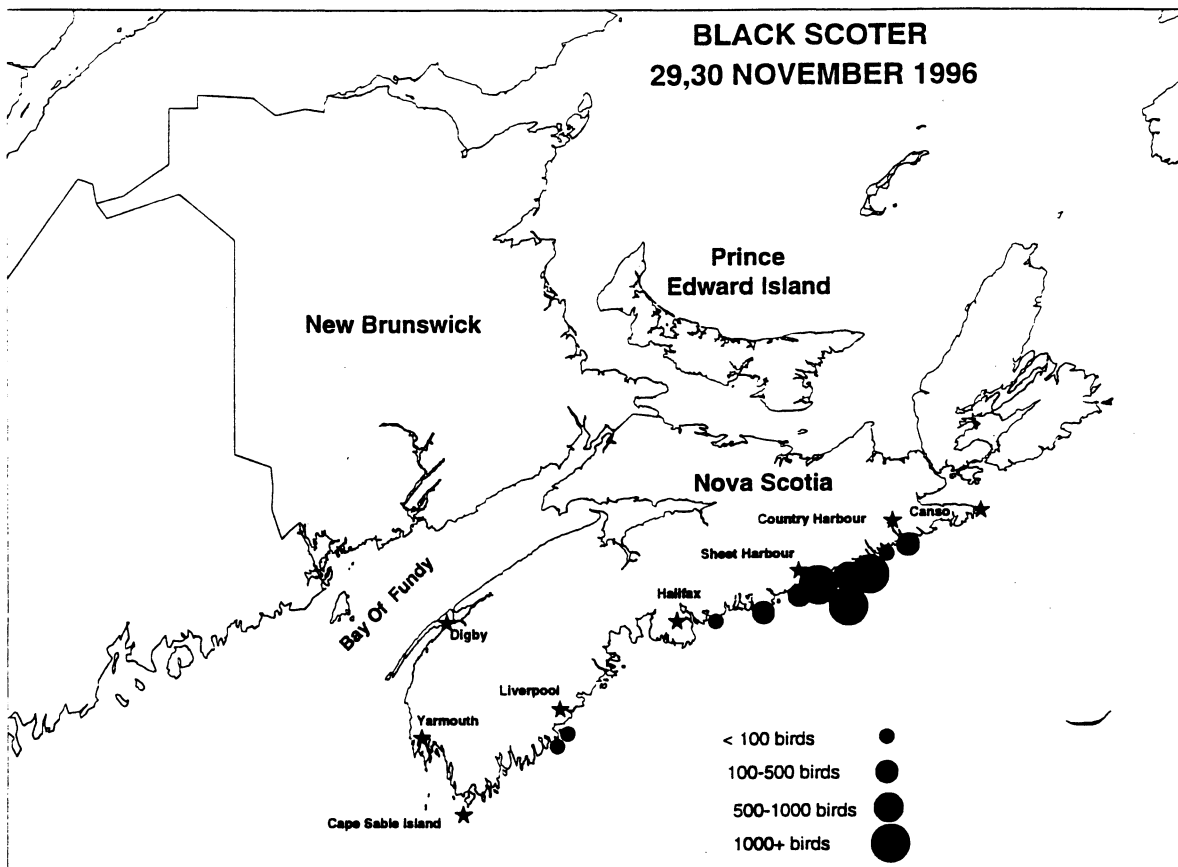 BLACK SCOTER
29,30 NOVEMBER 1996
Prince
Edward Island
New Brunswick
Nova Scotia
Country Harbour
Canso
Sheet Harbour
Halifax
Bay Of Fundy
Digby
Liverpool
Yarmouth
Cape Sable Island
< 100 birds
100-500 birds
500-1000 birds
1000+ birds